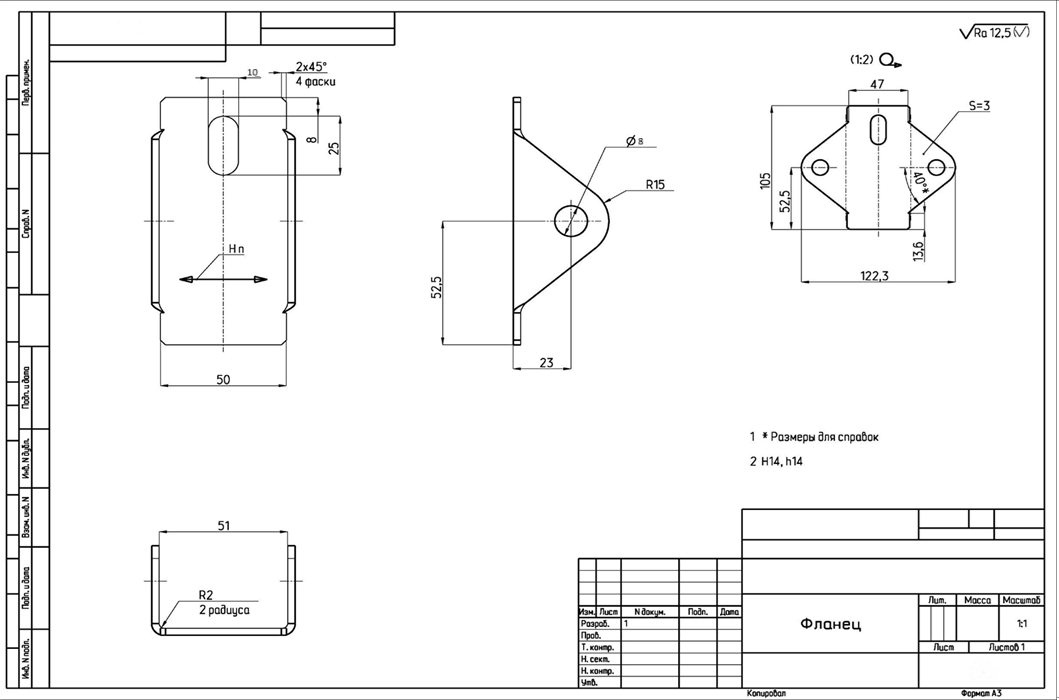 √Ra 12,5 (√)
Перв. примен.
Справ. N
Подп. и дата
Инв. N дубл.
Взам. инв. N
Подп. и дата
Инв. N подл.
10
2x45°
4 фаски
8
25
Нп
50
Ø 8
R15
52,5
23
(1:2)
47
S=3
105
52,5
40°*
13,6
122,3
51
R2
2 радиуса
1 * Размеры для справок
2 H14, h14
Изм. Лист N докум. Подп. Дата
Разраб. 1
Пров.
Т. контр.
Н. сект.
Н. контр.
Утв.
Фланец
Лит. Масса Масштаб
1:1
Лист Листов 1
Копировал Формат А3